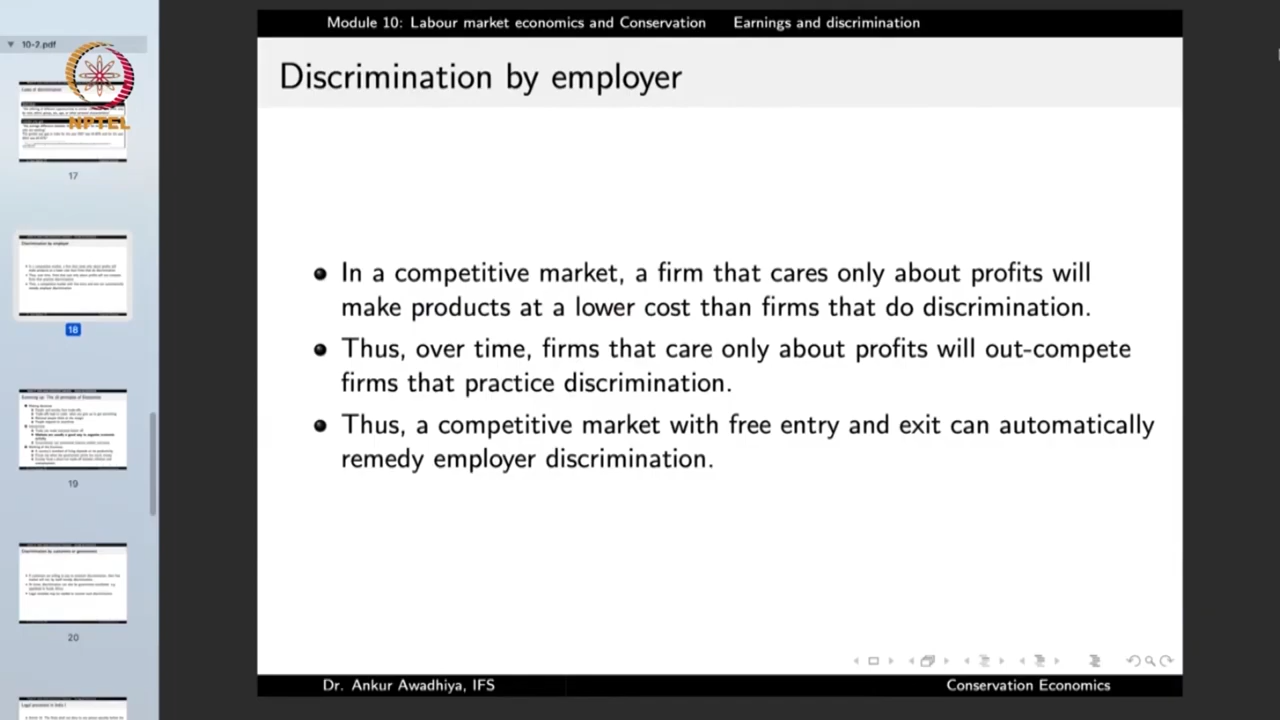 Module 10: Labour market economics and Conservation Earnings and discrimination
10-2.pdf
NPTEL
Discrimination by employer
17
18
19
20
In a competitive market, a firm that cares only about profits will
make products at a lower cost than firms that do discrimination.
Thus, over time, firms that care only about profits will out-compete
firms that practice discrimination.
Thus, a competitive market with free entry and exit can automatically
remedy employer discrimination.
Dr. Ankur Awadhiya, IFS
Conservation Economics